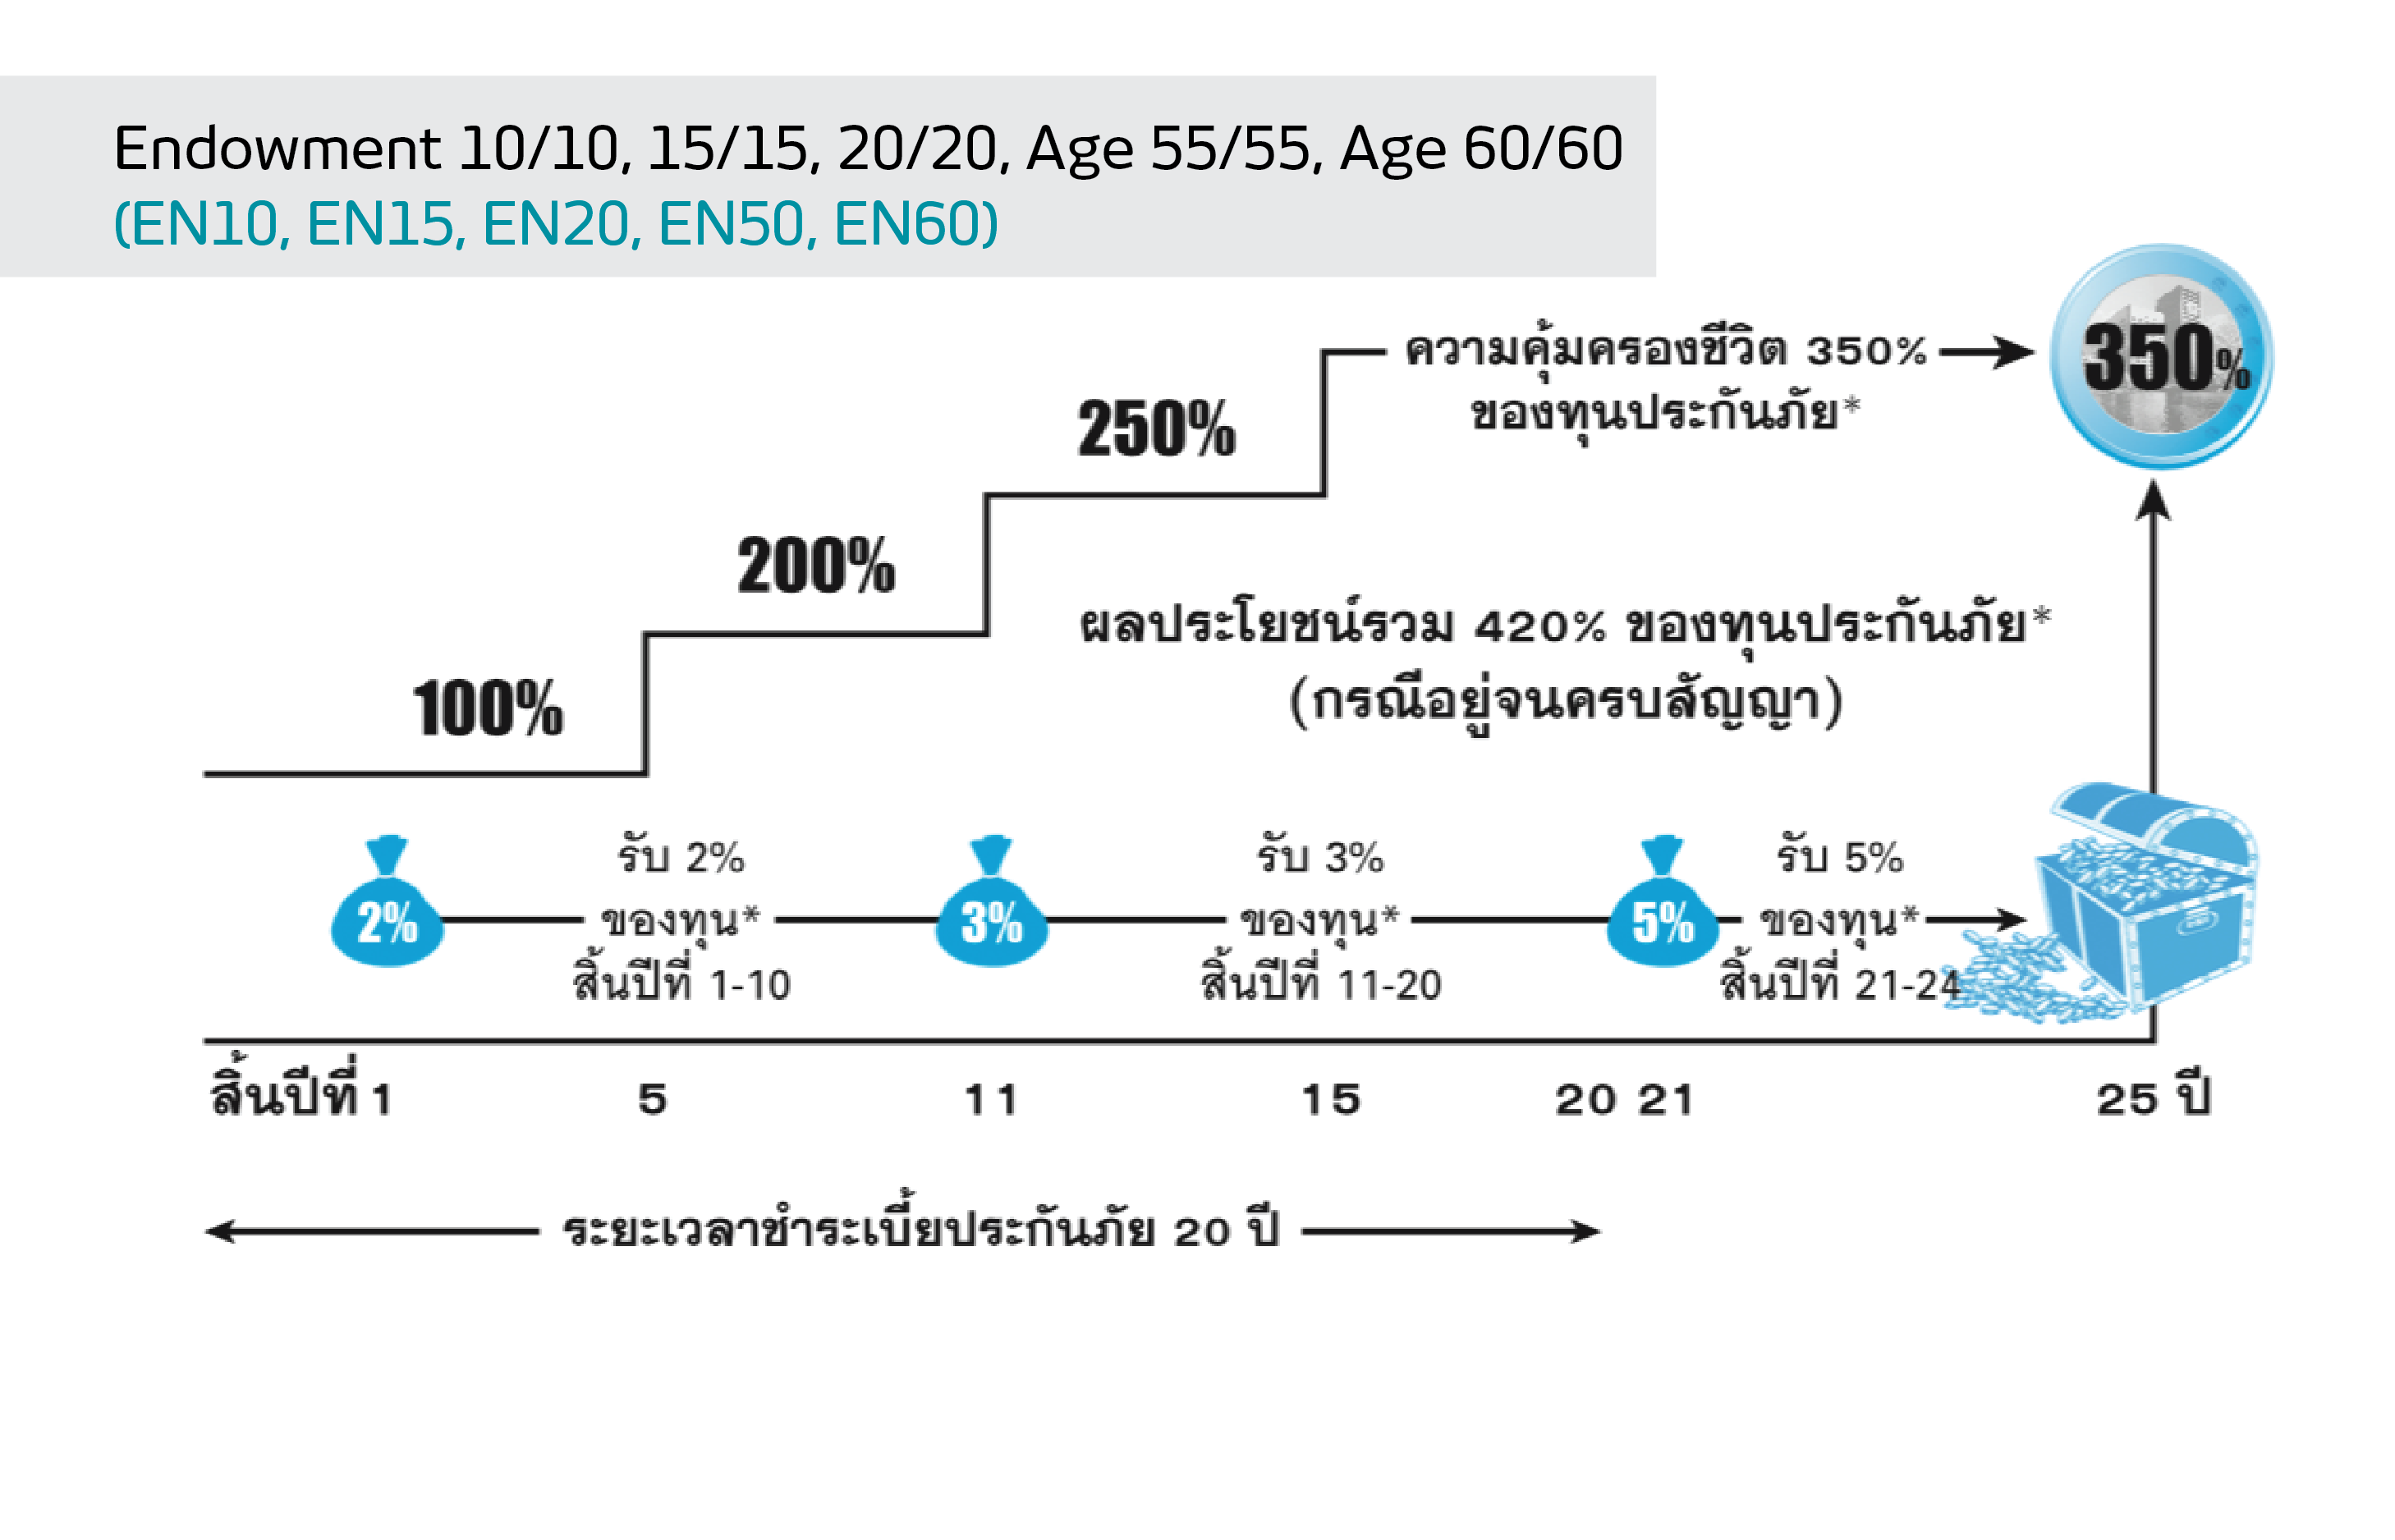 Endowment 10/10, 15/15, 20/20, Age 55/55, Age 60/60
(EN10, EN15, EN20, EN50, EN60)
ความคุ้มครองชีวิต 350%
ของทุนประกันภัย*
350%
250%
200%
ผลประโยชน์รวม 420% ของทุนประกันภัย*
(กรณีอยู่จนครบสัญญา)
100%
2%
รับ 2%
ของทุน*
สิ้นปีที่ 1-10
3%
รับ 3%
ของทุน*
สิ้นปีที่ 11-20
5%
รับ 5%
ของทุน*
สิ้นปีที่ 21-24
สิ้นปีที่ 1 5 11 15 20 21 25 ปี
ระยะเวลาชำระเบี้ยประกันภัย 20 ปี